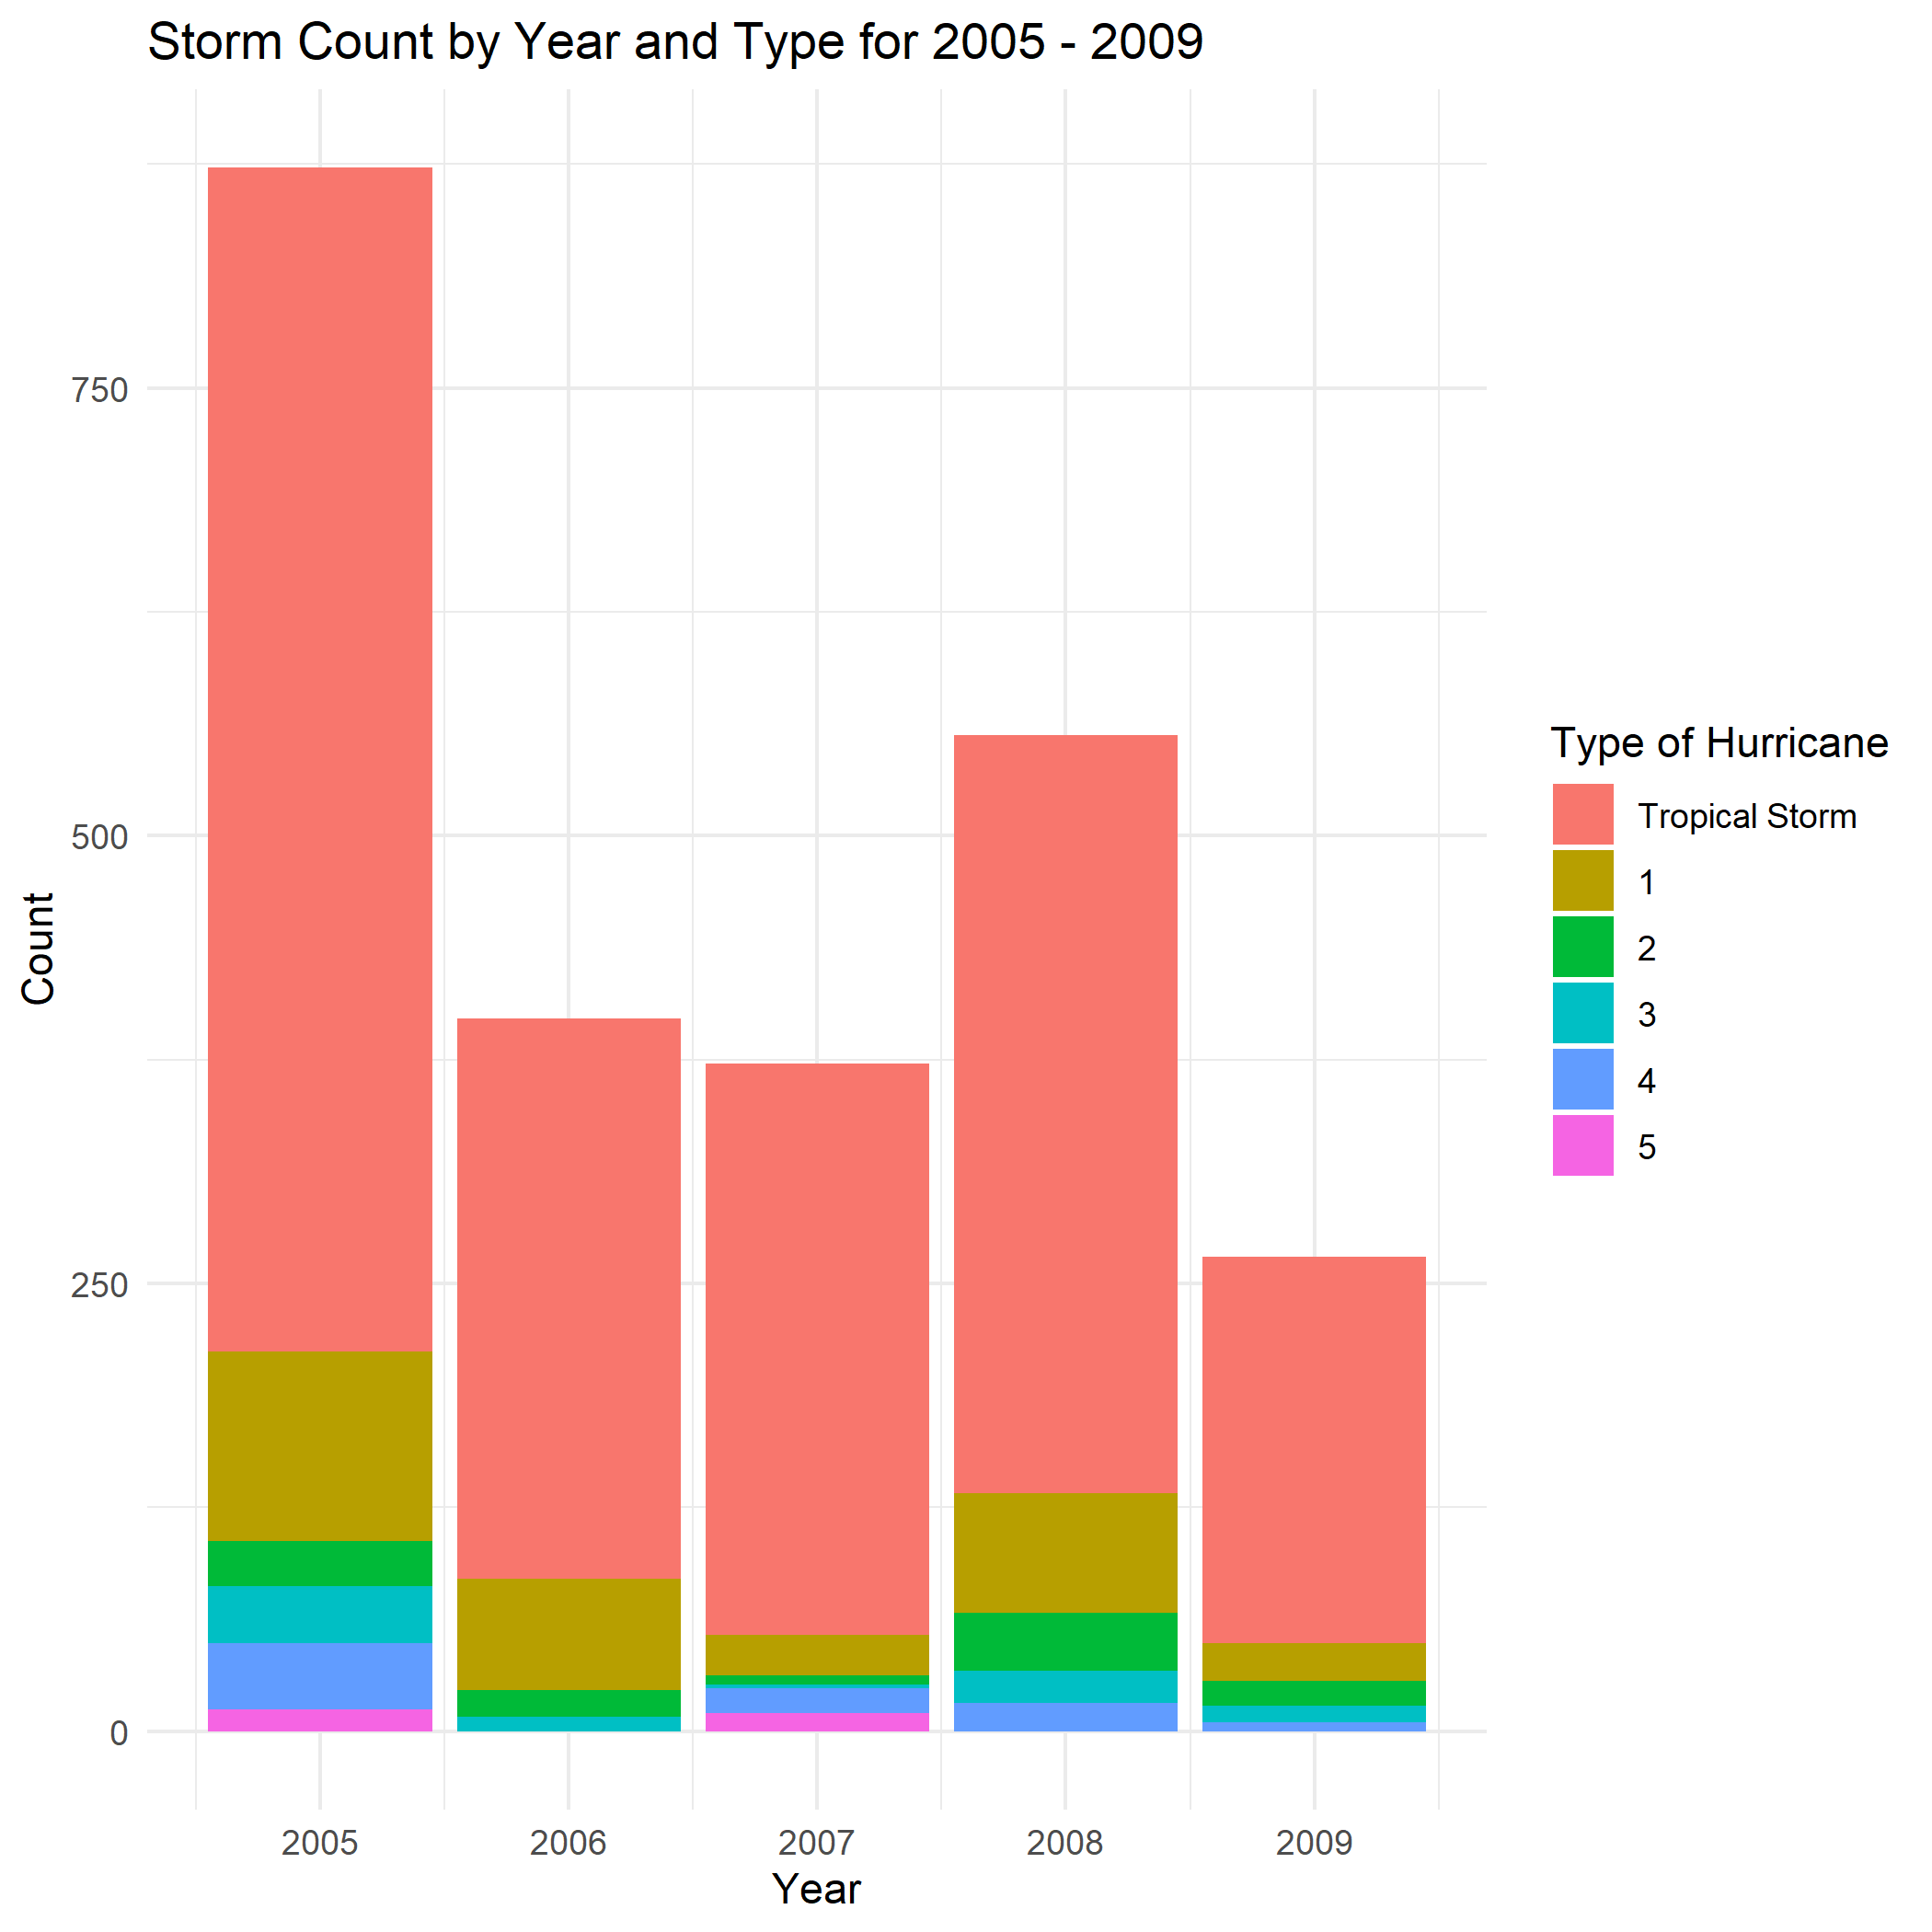 Storm Count by Year and Type for 2005 - 2009
Count
750
500
250
0
2005
2006
2007
2008
2009
Year
Type of Hurricane
Tropical Storm
1
2
3
4
5